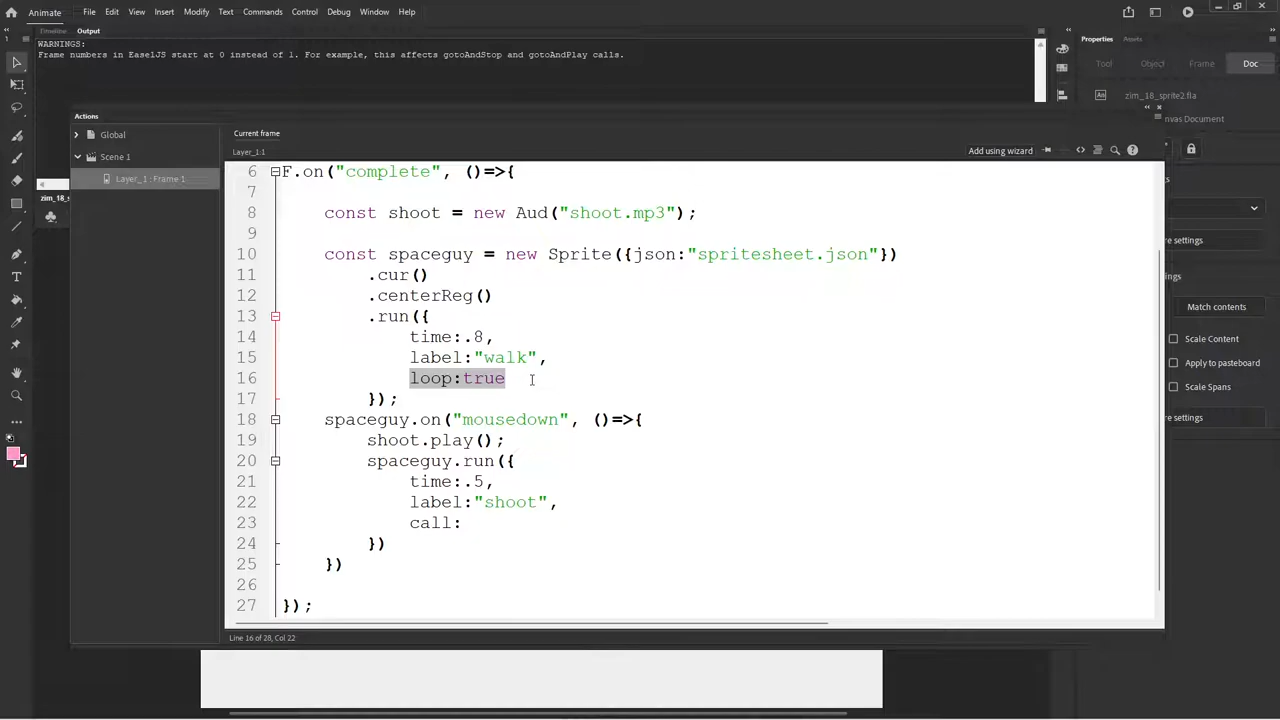 Animate File Edit View Insert Modify Text Commands Control Debug Window Help
Timeline Output
WARNINGS:
Frame numbers in EaselJS start at 0 instead of 1. For example, this affects gotoAndStop and gotoAndPlay calls.
Properties Assets
Tool Object Frame Doc
An zim_18_sprite2.fla
nvas Document
Actions
Global
Scene 1
Layer_1 : Frame 1
zim_18_s
Current frame
Layer_1:1
Add using wizard
6 F.on("complete", ()=>{
7
8 const shoot = new Aud("shoot.mp3");
9
10 const spaceguy = new Sprite({json:"spritesheet.json"})
11 .cur()
12 .centerReg()
13 .run({
14 time:.8,
15 label:"walk",
16 loop:true
17 });
18 spaceguy.on("mousedown", ()=>{
19 shoot.play();
20 spaceguy.run({
21 time:.5,
22 label:"shoot",
23 call:
24 })
25 })
26
27 });
Line 16 of 28, Col 22
gs
e settings
ings
Match contents
Scale Content
Apply to pasteboard
Scale Spans
e settings